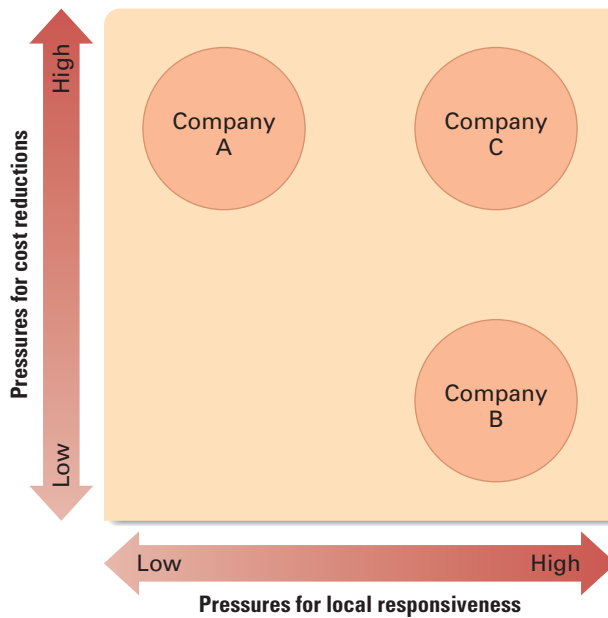 Pressures for cost reductions
High
Low
Company
A
Company
C
Company
B
Low
High
Pressures for local responsiveness